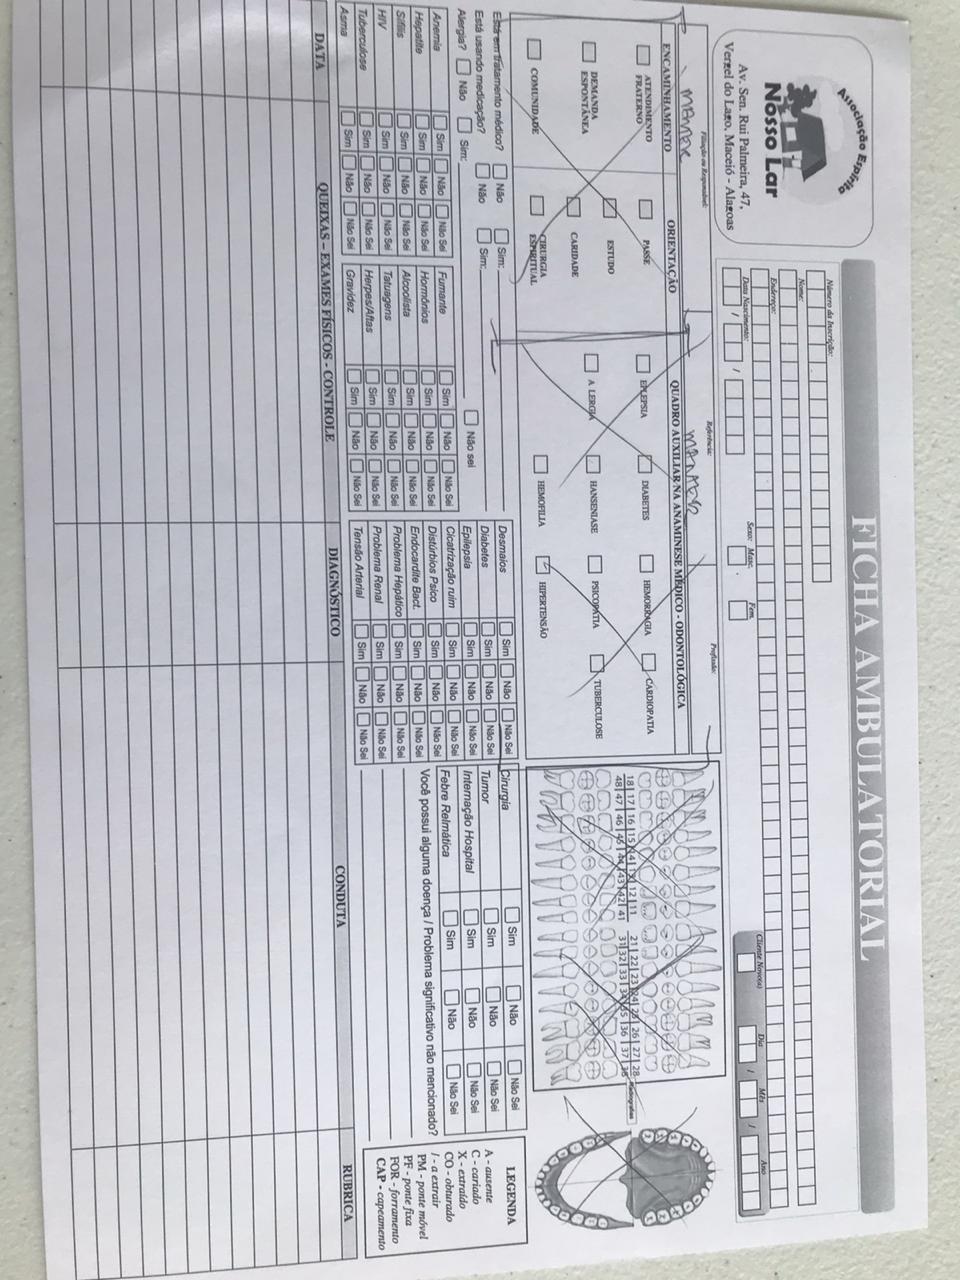 Associação Espírita
Nosso Lar
Av. Sen. Rui Palmeira, 47,
Vergel do Lago, Maceió - Alagoas
FICHA AMBULATORIAL
Número da Inscrição:
Nome:
Endereço:
Data Nascimento:
/ /
Sexo: Masc. Fem.
Cliente Novo(a) Dia / Mês / Ano
Filiação ou Responsável: Referência: Profissão:
MANTER MANTER
ENCAMINHAMENTO ORIENTAÇÃO QUADRO AUXILIAR NA ANAMINESE MÉDICO - ODONTOLÓGICA
ATENDIMENTO FRATERNO PASSE EPLEPSIA DIABETES HEMORRAGIA CARDIOPATIA
ESTUDO
DEMANDA ESPONTÂNEA CARIDADE A LERGIA HANSENIASE PSICOPATIA TUBERCULOSE
COMUNIDADE CIRURGIA ESPIRITUAL HEMOFILIA HIPERTENSÃO
18 17 16 15 14 13 12 11 21 22 23 24 25 26 27 28
48 47 46 45 44 43 42 41 31 32 33 34 35 36 37 38
Está em tratamento médico? Não Sim:
Está usando medicação? Não Sim:
Alergia? Não Sim: Não sei
Anemia Sim Não Não Sei
Hepatite Sim Não Não Sei
Sífilis Sim Não Não Sei
HIV Sim Não Não Sei
Tuberculose Sim Não Não Sei
Asma Sim Não Não Sei
Fumante Sim Não Não Sei
Hormônios Sim Não Não Sei
Alcoolista Sim Não Não Sei
Tatuagens Sim Não Não Sei
Herpes/Aftas Sim Não Não Sei
Gravidez Sim Não Não Sei
Desmaios Sim Não Não Sei
Diabetes Sim Não Não Sei
Epilepsia Sim Não Não Sei
Cicatrização ruim Sim Não Não Sei
Distúrbios Psico Sim Não Não Sei
Endocardite Bact. Sim Não Não Sei
Problema Hepático Sim Não Não Sei
Problema Renal Sim Não Não Sei
Tensão Arterial Sim Não Não Sei
Cirurgia Sim Não Não Sei
Tumor Sim Não Não Sei
Internação Hospital Sim Não Não Sei
Febre Relmática Sim Não Não Sei
Você possui alguma doença / Problema significativo não mencionado?
LEGENDA
A - ausente
C - cariado
X - extraído
CO - obturado
/ - a extrair
PM - ponte móvel
PF - ponte fixa
FOR - forramento
CAP - capeamento
DATA QUEIXAS – EXAMES FÍSICOS - CONTROLE DIAGNÓSTICO CONDUTA RUBRICA